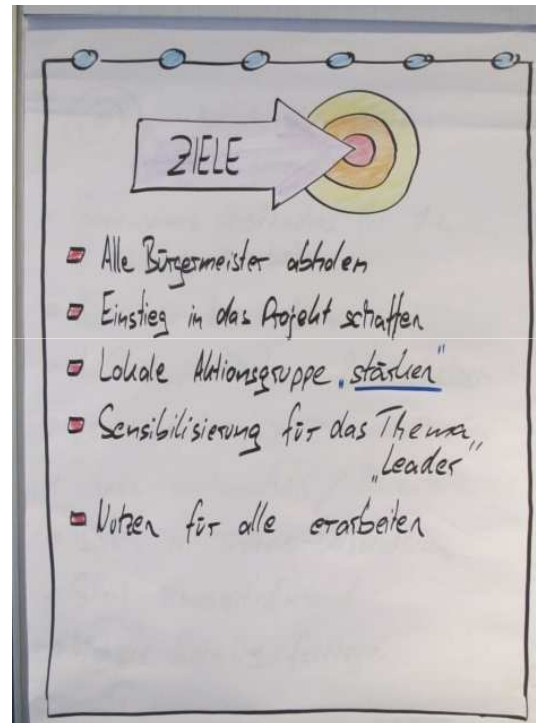 ZIELE
Alle Bürgermeister abholen
Einstieg in das Projekt schaffen
Lokale Aktionsgruppe „stärken"
Sensibilisierung für das Thema
„Leader"
Nutzen für alle erarbeiten